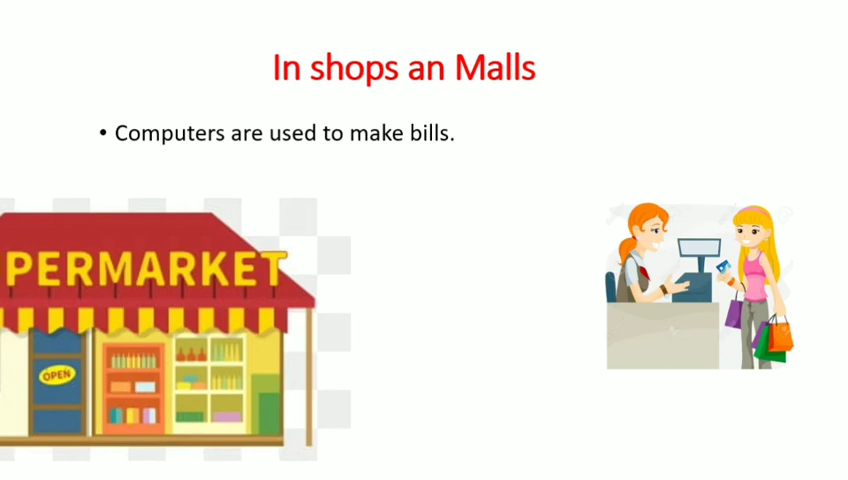 In shops an Malls
• Computers are used to make bills.
PERMARKET
OPEN